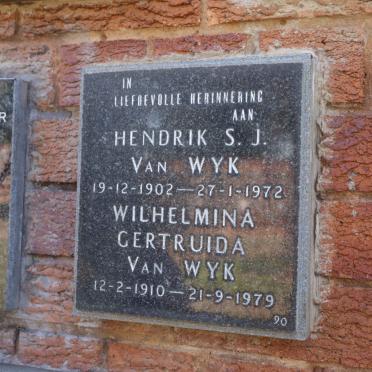 IN
LIEFDEVOLLE HERINNERING
AAN
HENDRIK S. J.
VAN WYK
19-12-1902—27-1-1972
WILHELMINA
GERTRUIDA
VAN WYK
12-2-1910—21-9-1979
90
R